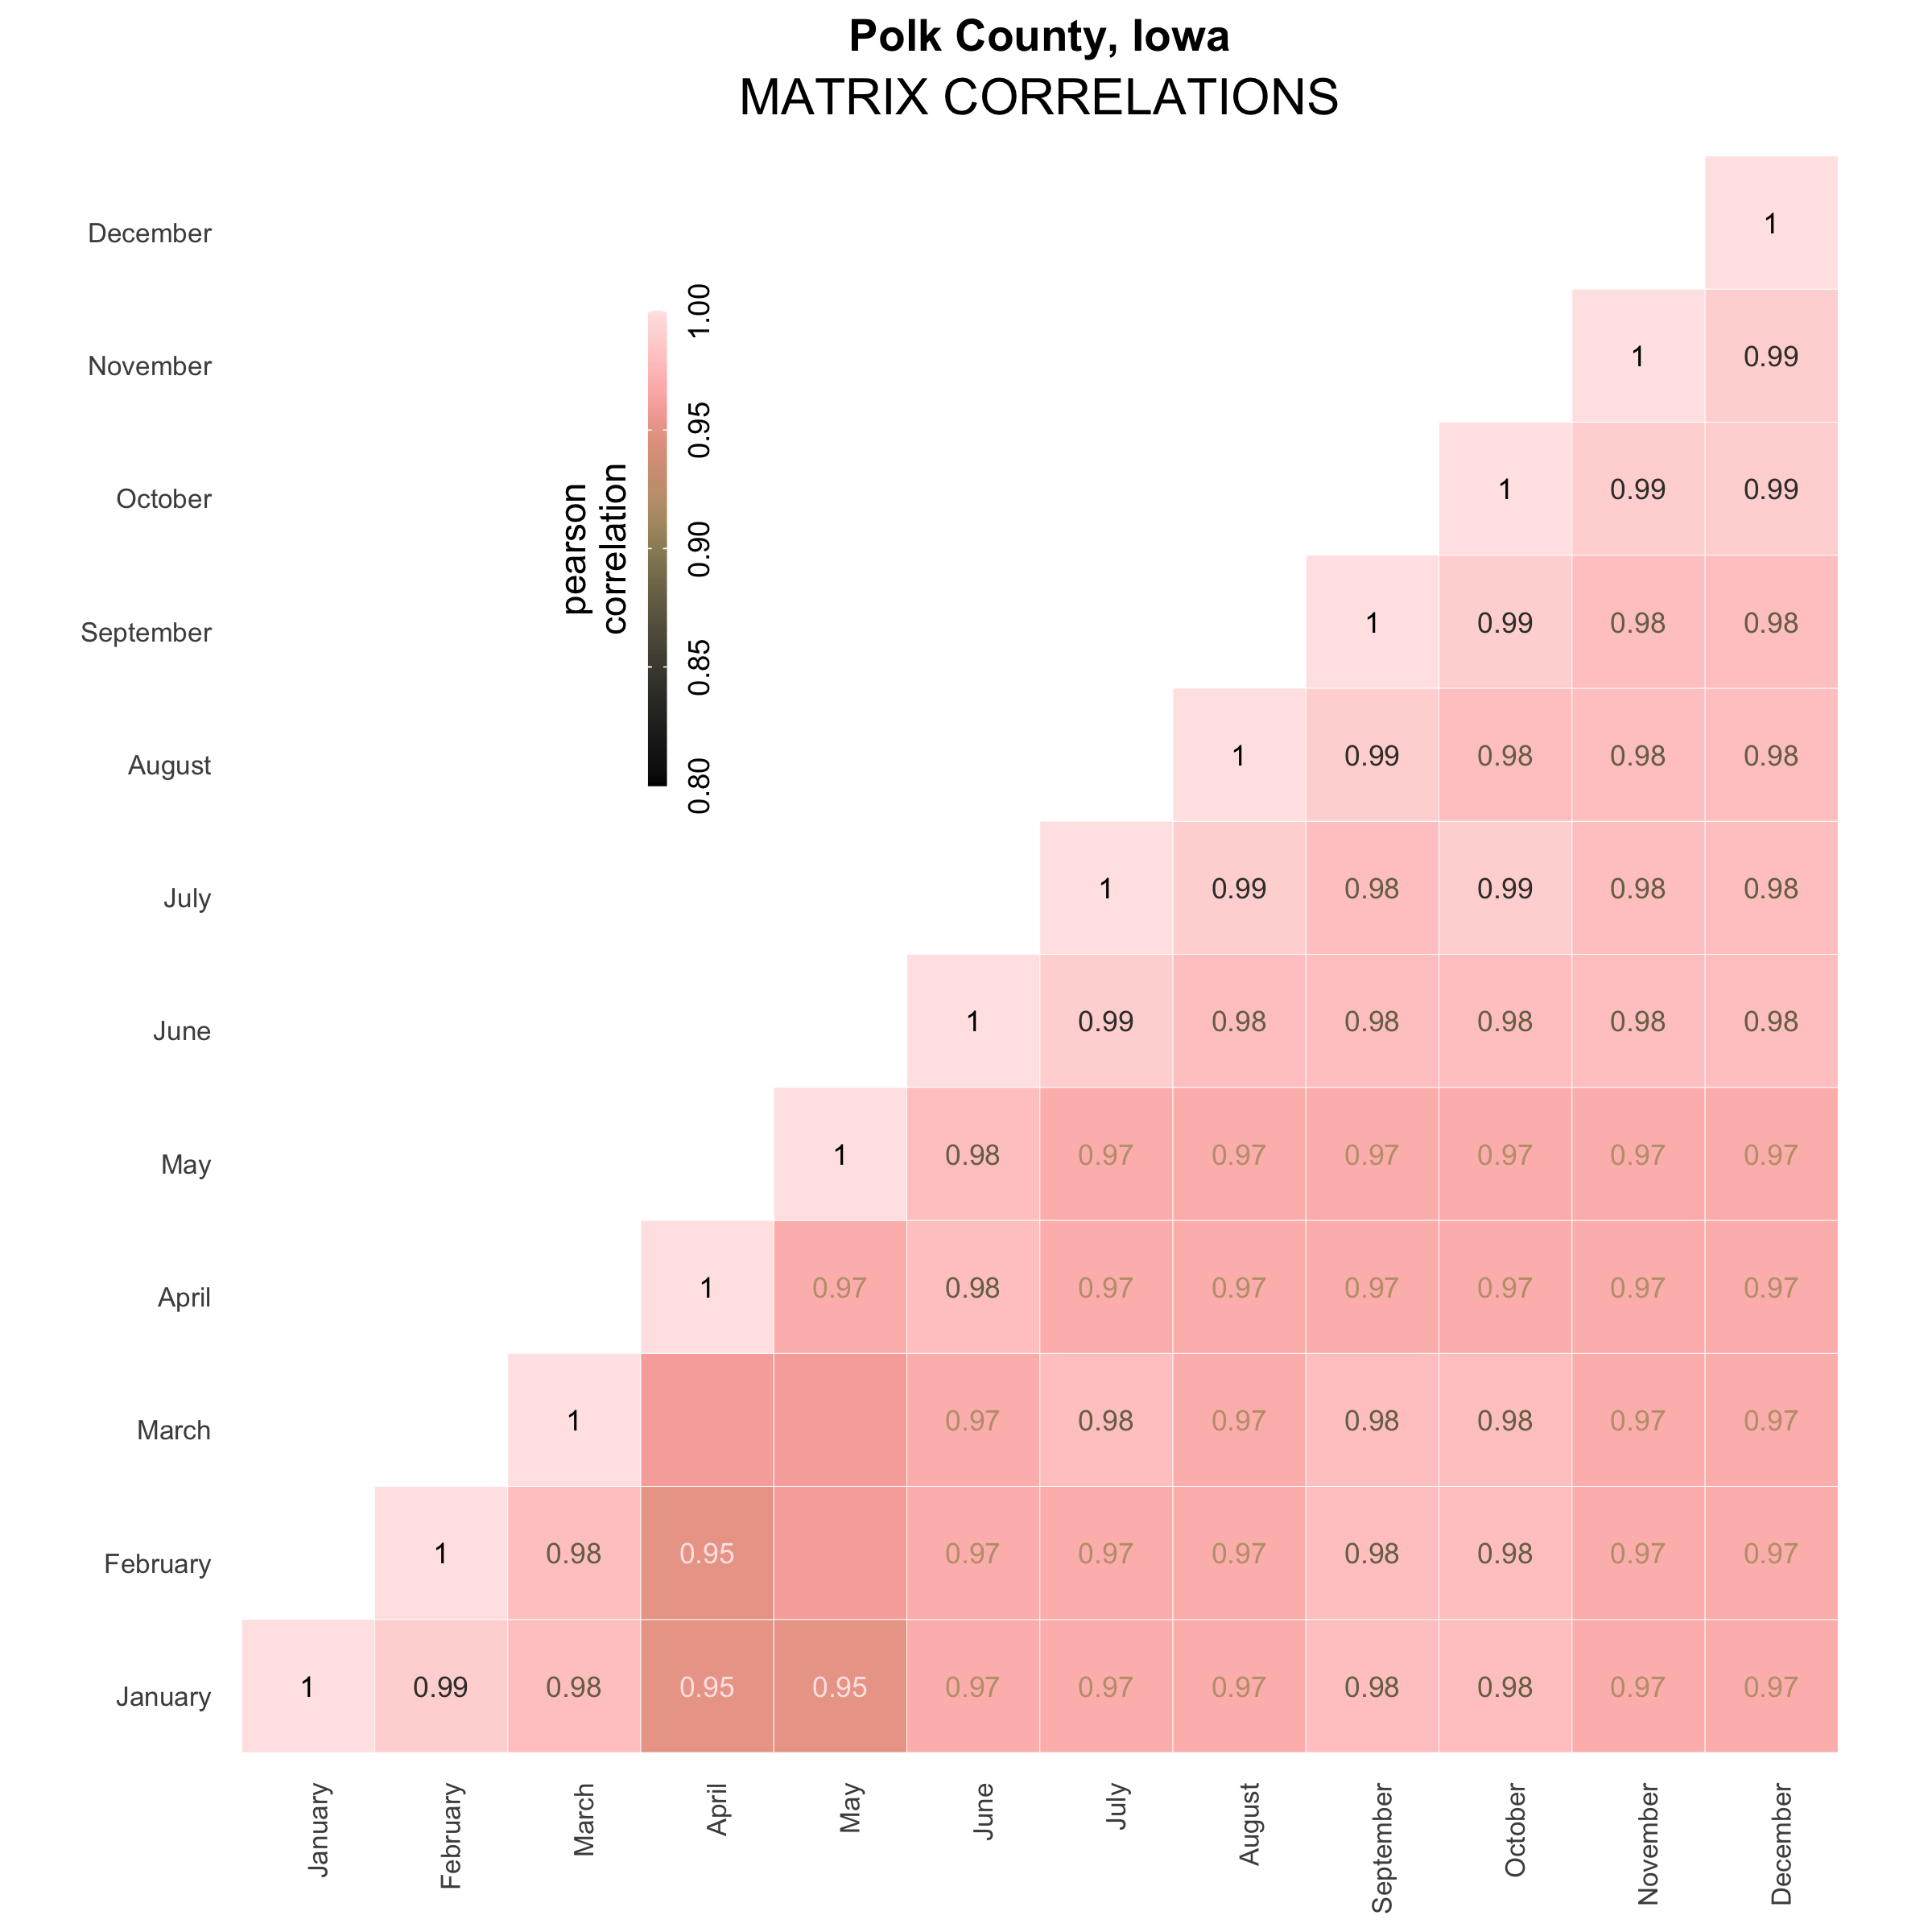 Polk County, Iowa
MATRIX CORRELATIONS
December
1
November
1 0.99
October
1 0.99 0.99
September
1 0.99 0.98 0.98
August
1 0.99 0.98 0.98 0.98
July
1 0.99 0.98 0.99 0.98 0.98
June
1 0.99 0.98 0.98 0.98 0.98 0.98
May
1 0.98 0.97 0.97 0.97 0.97 0.97 0.97
April
1 0.97 0.98 0.97 0.97 0.97 0.97 0.97 0.97
March
1 0.97 0.98 0.97 0.98 0.98 0.97 0.97
February
1 0.98 0.95 0.97 0.97 0.97 0.98 0.98 0.97 0.97
January
1 0.99 0.98 0.95 0.95 0.97 0.97 0.97 0.98 0.98 0.97 0.97
January
February
March
April
May
June
July
August
September
October
November
December
pearson
correlation
0.80 0.85 0.90 0.95 1.00